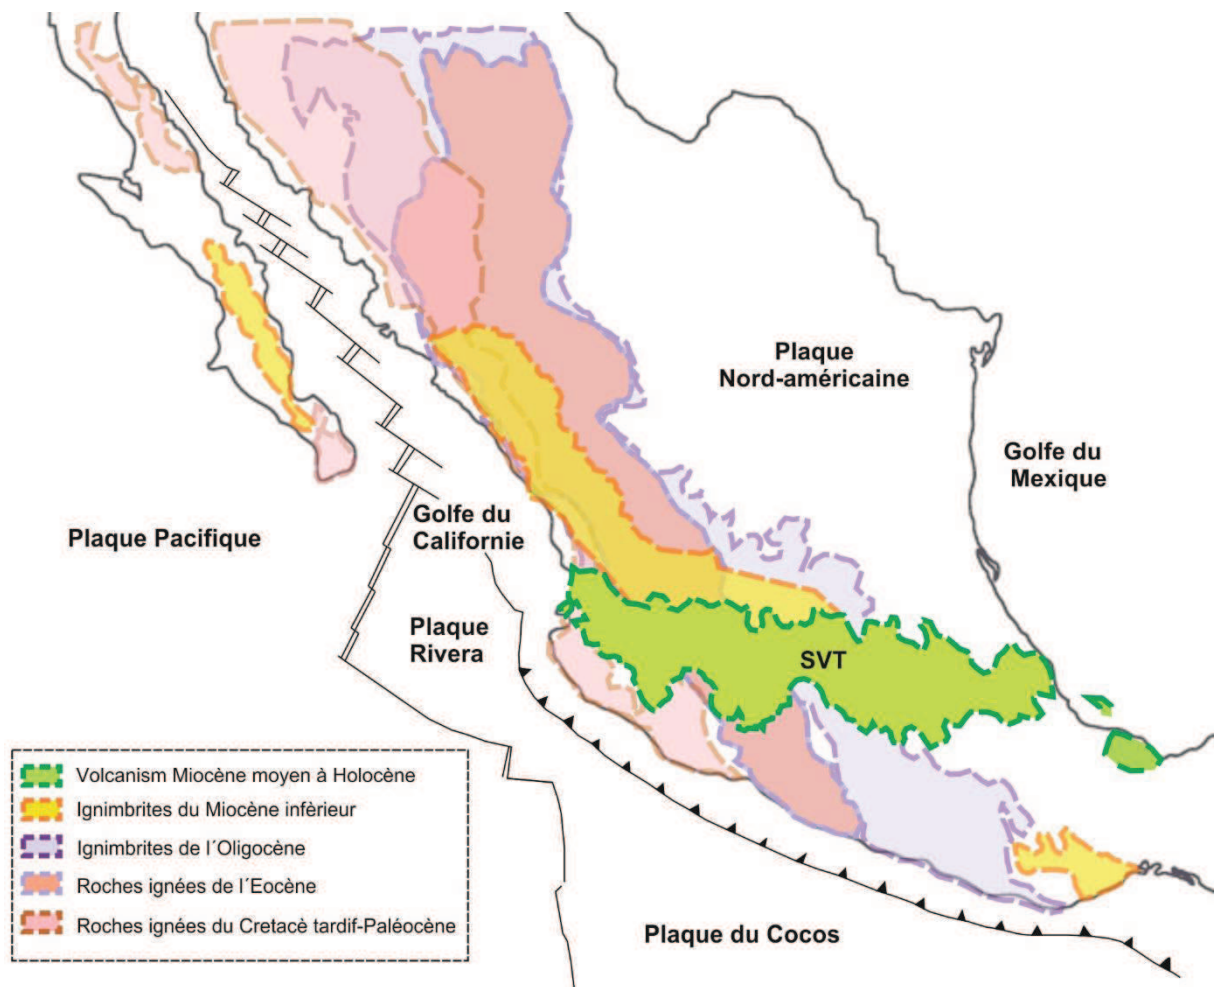 Plaque
Nord-américaine
Golfe du
Mexique
Plaque Pacifique
Golfe du
Californie
Plaque
Rivera
SVT
Volcanism Miocène moyen à Holocène
Ignimbrites du Miocène infèrieur
Ignimbrites de l´Oligocène
Roches ignées de l´Eocène
Roches ignées du Cretacè tardif-Paléocène
Plaque du Cocos